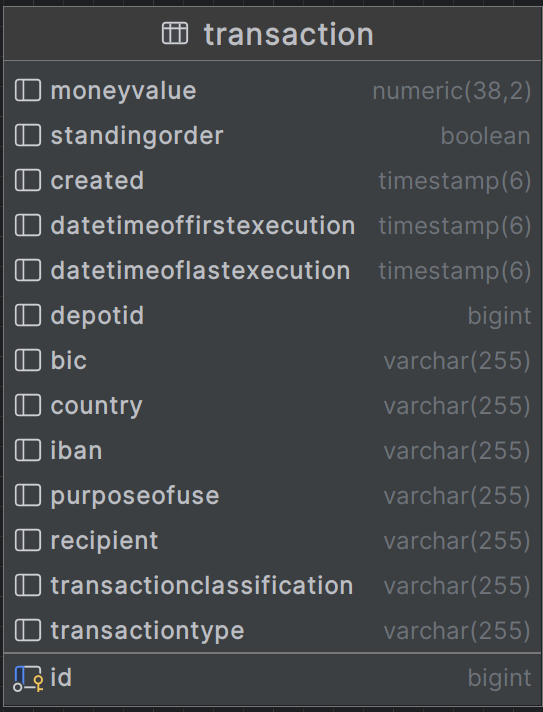 transaction
moneyvalue numeric(38,2)
standingorder boolean
created timestamp(6)
datetimeoffirstexecution timestamp(6)
datetimeoflastexecution timestamp(6)
depotid bigint
bic varchar(255)
country varchar(255)
iban varchar(255)
purposeofuse varchar(255)
recipient varchar(255)
transactionclassification varchar(255)
transactiontype varchar(255)
id bigint